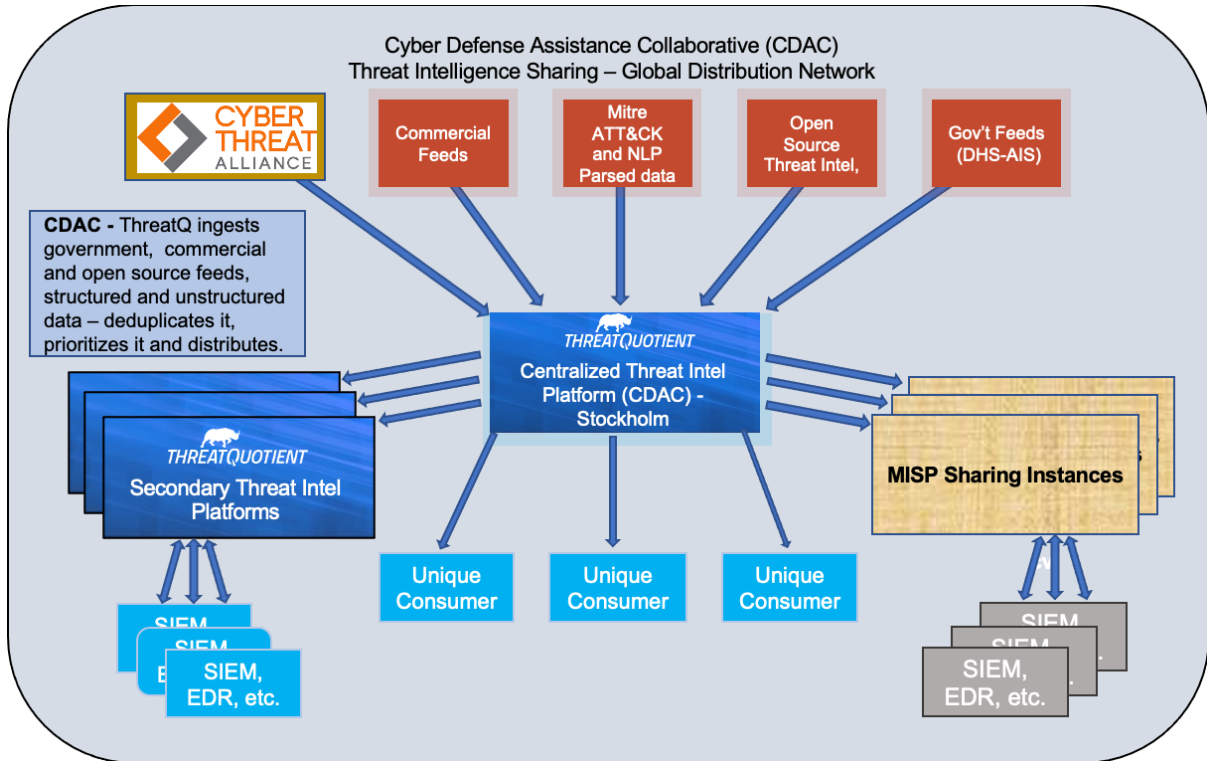 Cyber Defense Assistance Collaborative (CDAC)
Threat Intelligence Sharing – Global Distribution Network
CYBER
THREAT
ALLIANCE
Commercial
Feeds
Mitre
ATT&CK
and NLP
Parsed data
Open
Source
Threat Intel,
Gov't Feeds
(DHS-AIS)
CDAC - ThreatQ ingests
government, commercial
and open source feeds,
structured and unstructured
data – deduplicates it,
prioritizes it and distributes.
THREATQUOTIENT
Centralized Threat Intel
Platform (CDAC) -
Stockholm
THREATQUOTIENT
Secondary Threat Intel
Platforms
MISP Sharing Instances
Unique
Consumer
Unique
Consumer
Unique
Consumer
SIEM,
SIEM,
SIEM,
EDR, etc.
SIEM,
SIEM,
SIEM,
EDR, etc.